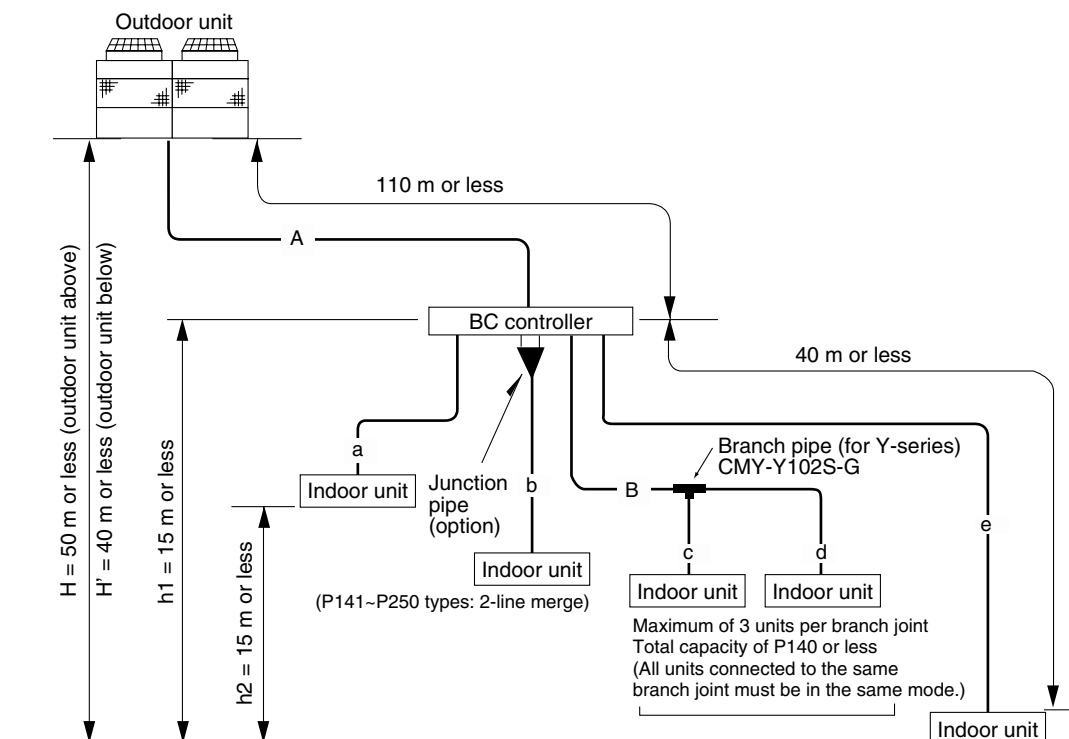 Outdoor unit
110 m or less
A
BC controller
40 m or less
H = 50 m or less (outdoor unit above)
H' = 40 m or less (outdoor unit below)
h1 = 15 m or less
h2 = 15 m or less
a
Indoor unit
Junction
pipe
(option)
b
Indoor unit
(P141~P250 types: 2-line merge)
B
Branch pipe (for Y-series)
CMY-Y102S-G
c
d
Indoor unit
Indoor unit
Maximum of 3 units per branch joint
Total capacity of P140 or less
(All units connected to the same
branch joint must be in the same mode.)
e
Indoor unit